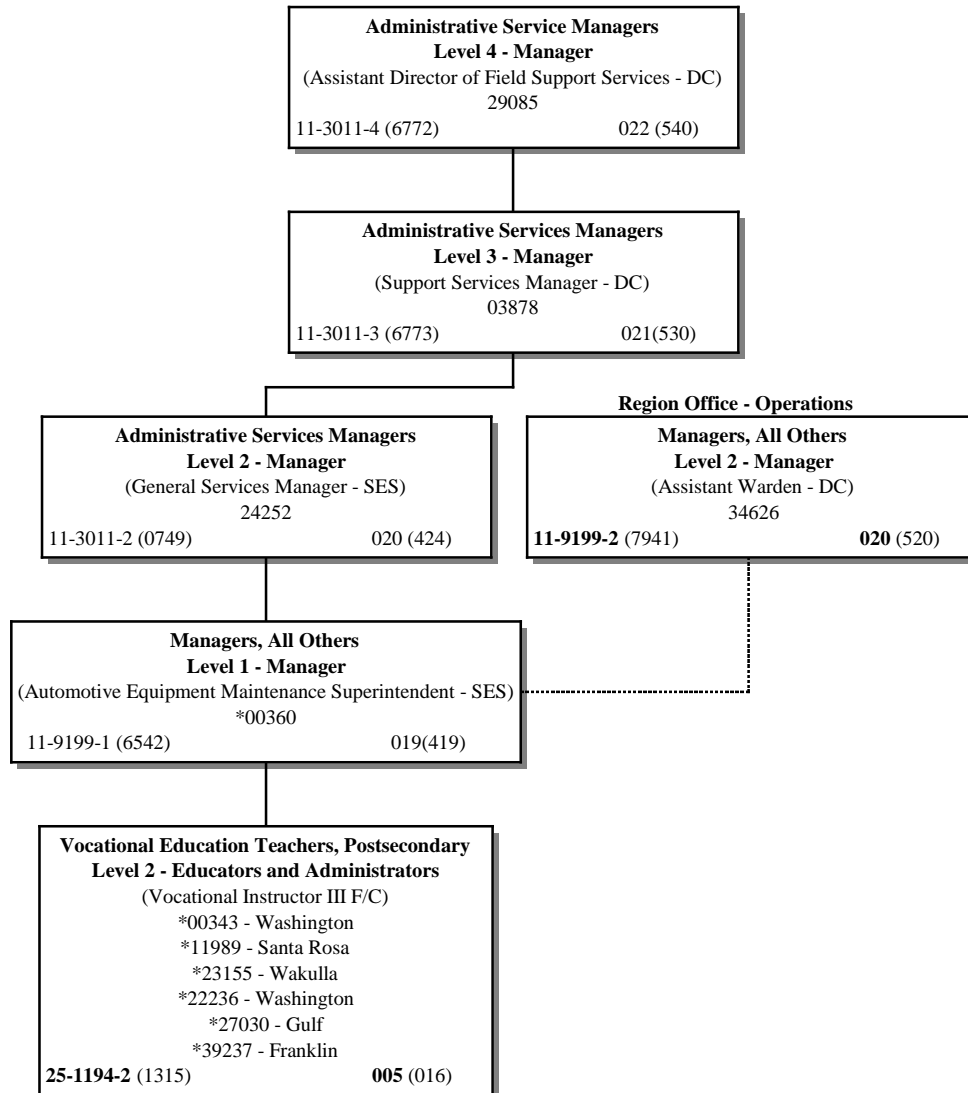 Administrative Service Managers
Level 4 - Manager
(Assistant Director of Field Support Services - DC)
29085
11-3011-4 (6772) 022 (540)
Administrative Services Managers
Level 3 - Manager
(Support Services Manager - DC)
03878
11-3011-3 (6773) 021(530)
Administrative Services Managers
Level 2 - Manager
(General Services Manager - SES)
24252
11-3011-2 (0749) 020 (424)
Region Office - Operations
Managers, All Others
Level 2 - Manager
(Assistant Warden - DC)
34626
11-9199-2 (7941) 020 (520)
Managers, All Others
Level 1 - Manager
(Automotive Equipment Maintenance Superintendent - SES)
*00360
11-9199-1 (6542) 019(419)
Vocational Education Teachers, Postsecondary
Level 2 - Educators and Administrators
(Vocational Instructor III F/C)
*00343 - Washington
*11989 - Santa Rosa
*23155 - Wakulla
*22236 - Washington
*27030 - Gulf
*39237 - Franklin
25-1194-2 (1315) 005 (016)